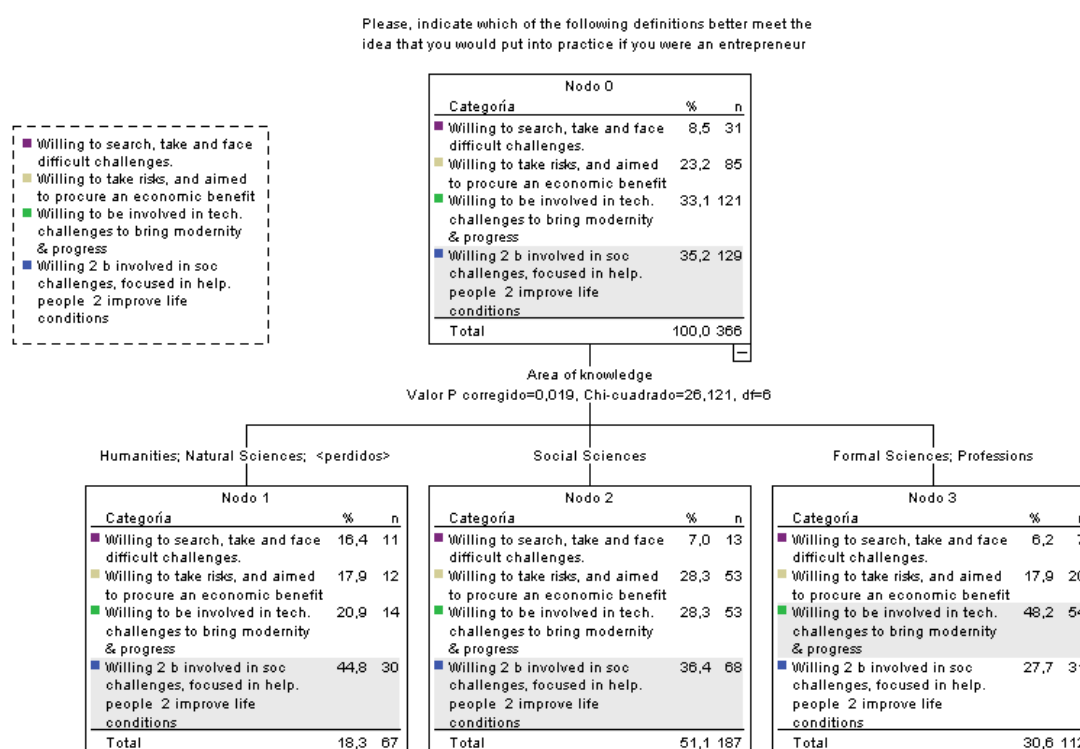 Please, indicate which of the following definitions better meet the
idea that you would put into practice if you were an entrepreneur
Willing to search, take and face
difficult challenges.
Willing to take risks, and aimed
to procure an economic benefit
Willing to be involved in tech.
challenges to bring modernity
& progress
Willing 2 b involved in soc
challenges, focused in help.
people 2 improve life
conditions
Nodo 0
Categoría % n
Willing to search, take and face 8,5 31
difficult challenges.
Willing to take risks, and aimed 23,2 85
to procure an economic benefit
Willing to be involved in tech. 33,1 121
challenges to bring modernity
& progress
Willing 2 b involved in soc 35,2 129
challenges, focused in help.
people 2 improve life
conditions
Total 100,0 366
Area of knowledge
Valor P corregido=0,019, Chi-cuadrado=26,121, df=6
Humanities; Natural Sciences; <perdidos>
Social Sciences
Formal Sciences; Professions
Nodo 1
Categoría % n
Willing to search, take and face 16,4 11
difficult challenges.
Willing to take risks, and aimed 17,9 12
to procure an economic benefit
Willing to be involved in tech. 20,9 14
challenges to bring modernity
& progress
Willing 2 b involved in soc 44,8 30
challenges, focused in help.
people 2 improve life
conditions
Total 18,3 67
Nodo 2
Categoría % n
Willing to search, take and face 7,0 13
difficult challenges.
Willing to take risks, and aimed 28,3 53
to procure an economic benefit
Willing to be involved in tech. 28,3 53
challenges to bring modernity
& progress
Willing 2 b involved in soc 36,4 68
challenges, focused in help.
people 2 improve life
conditions
Total 51,1 187
Nodo 3
Categoría %
Willing to search, take and face 6,2
difficult challenges.
Willing to take risks, and aimed 17,9
to procure an economic benefit
Willing to be involved in tech. 48,2
challenges to bring modernity
& progress
Willing 2 b involved in soc 27,7
challenges, focused in help.
people 2 improve life
conditions
Total 30,6